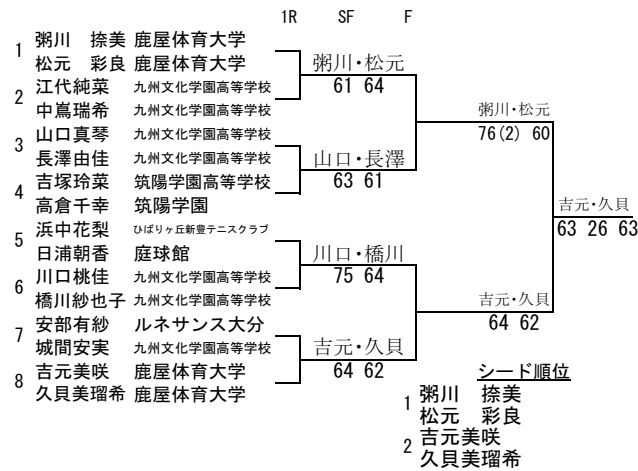 1R SF F
1 粥川　捺美 鹿屋体育大学
松元　彩良 鹿屋体育大学
2 江代純菜 九州文化学園高等学校
中嶌瑞希 九州文化学園高等学校
3 山口真琴 九州文化学園高等学校
長澤由佳 九州文化学園高等学校
4 吉塚玲菜 筑陽学園高等学校
高倉千幸 筑陽学園
5 浜中花梨 ひばりヶ丘新豊テニスクラブ
日浦朝香 庭球館
6 川口桃佳 九州文化学園高等学校
橋川紗也子 九州文化学園高等学校
7 安部有紗 ルネサンス大分
城間安実 九州文化学園高等学校
8 吉元美咲 鹿屋体育大学
久貝美瑠希 鹿屋体育大学
粥川・松元
61 64
山口・長澤
63 61
川口・橋川
75 64
吉元・久貝
64 62
粥川・松元
76(2) 60
吉元・久貝
64 62
吉元・久貝
63 26 63
シード順位
1 粥川　捺美
松元　彩良
2 吉元美咲
久貝美瑠希